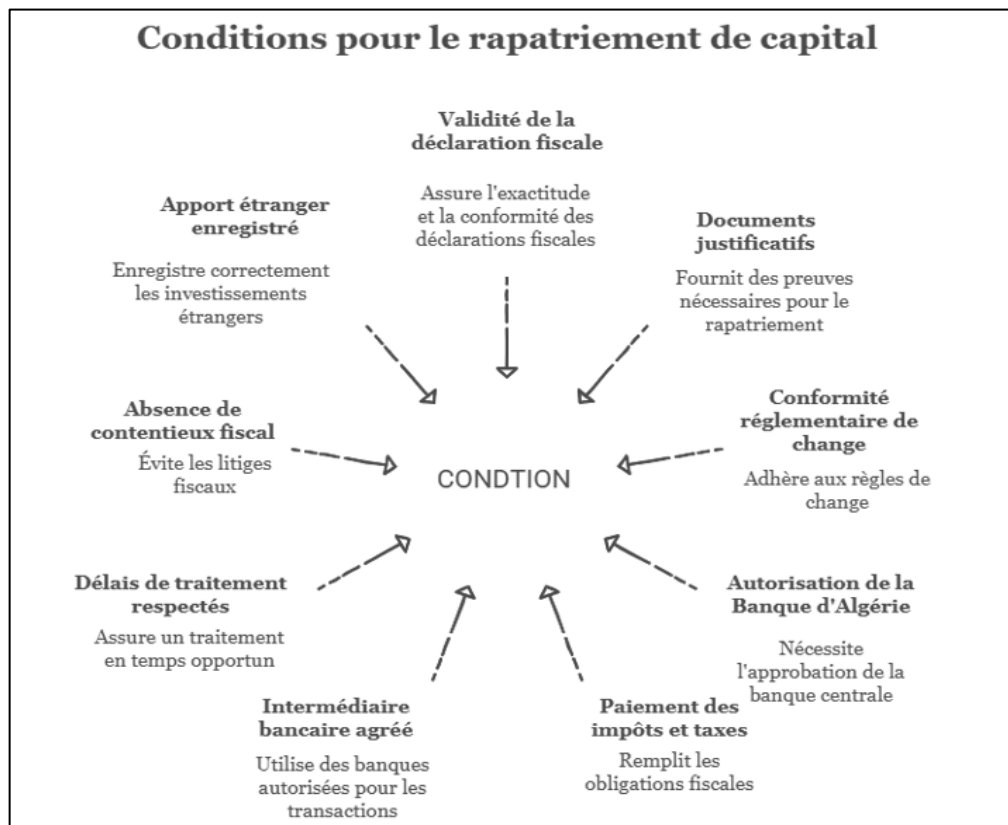 Conditions pour le rapatriement de capital
Validité de la
déclaration fiscale
Assure l'exactitude
et la conformité des
déclarations fiscales
Apport étranger
enregistré
Enregistre correctement
les investissements
étrangers
Documents
justificatifs
Fournit des preuves
nécessaires pour le
rapatriement
Absence de
contentieux fiscal
Évite les litiges
fiscaux
CONDTION
Conformité
réglementaire de
change
Adhère aux règles de
change
Délais de traitement
respectés
Assure un traitement
en temps opportun
Autorisation de la
Banque d'Algérie
Nécessite
l'approbation de la
banque centrale
Intermédiaire
bancaire agréé
Utilise des banques
autorisées pour les
transactions
Paiement des
impôts et taxes
Remplit les
obligations fiscales